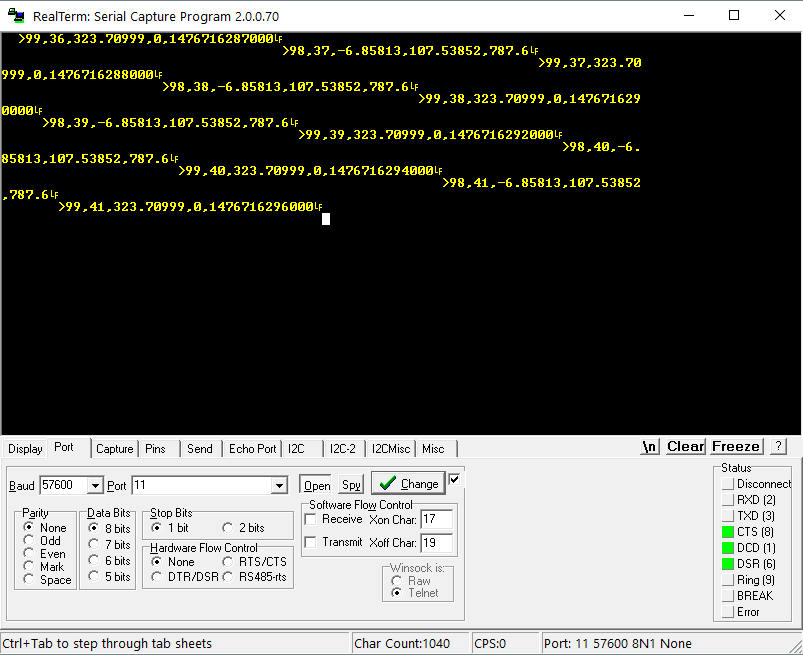 RealTerm: Serial Capture Program 2.0.0.70
>99,36,323.70999,0,1476716287000LF
>98,37,-6.85813,107.53852,787.6LF
>99,37,323.70
999,0,1476716288000LF
>98,38,-6.85813,107.53852,787.6LF
>99,38,323.70999,0,147671629
0000LF
>98,39,-6.85813,107.53852,787.6LF
>99,39,323.70999,0,1476716292000LF
>98,40,-6.
85813,107.53852,787.6LF
>99,40,323.70999,0,1476716294000LF
>98,41,-6.85813,107.53852
,787.6LF
>99,41,323.70999,0,1476716296000LF
Display Port Capture Pins Send Echo Port I2C I2C-2 I2CMisc Misc \n Clear Freeze ?
Baud 57600 Port 11 Open Spy Change
Parity
None
Odd
Even
Mark
Space
Data Bits
8 bits
7 bits
6 bits
5 bits
Stop Bits
1 bit 2 bits
Hardware Flow Control
None RTS/CTS
DTR/DSR RS485-rts
Software Flow Control
Receive Xon Char: 17
Transmit Xoff Char: 19
Winsock is:
Raw
Telnet
Status
Disconnect
RXD (2)
TXD (3)
CTS (8)
DCD (1)
DSR (6)
Ring (9)
BREAK
Error
Ctrl+Tab to step through tab sheets Char Count:1040 CPS:0 Port: 11 57600 8N1 None